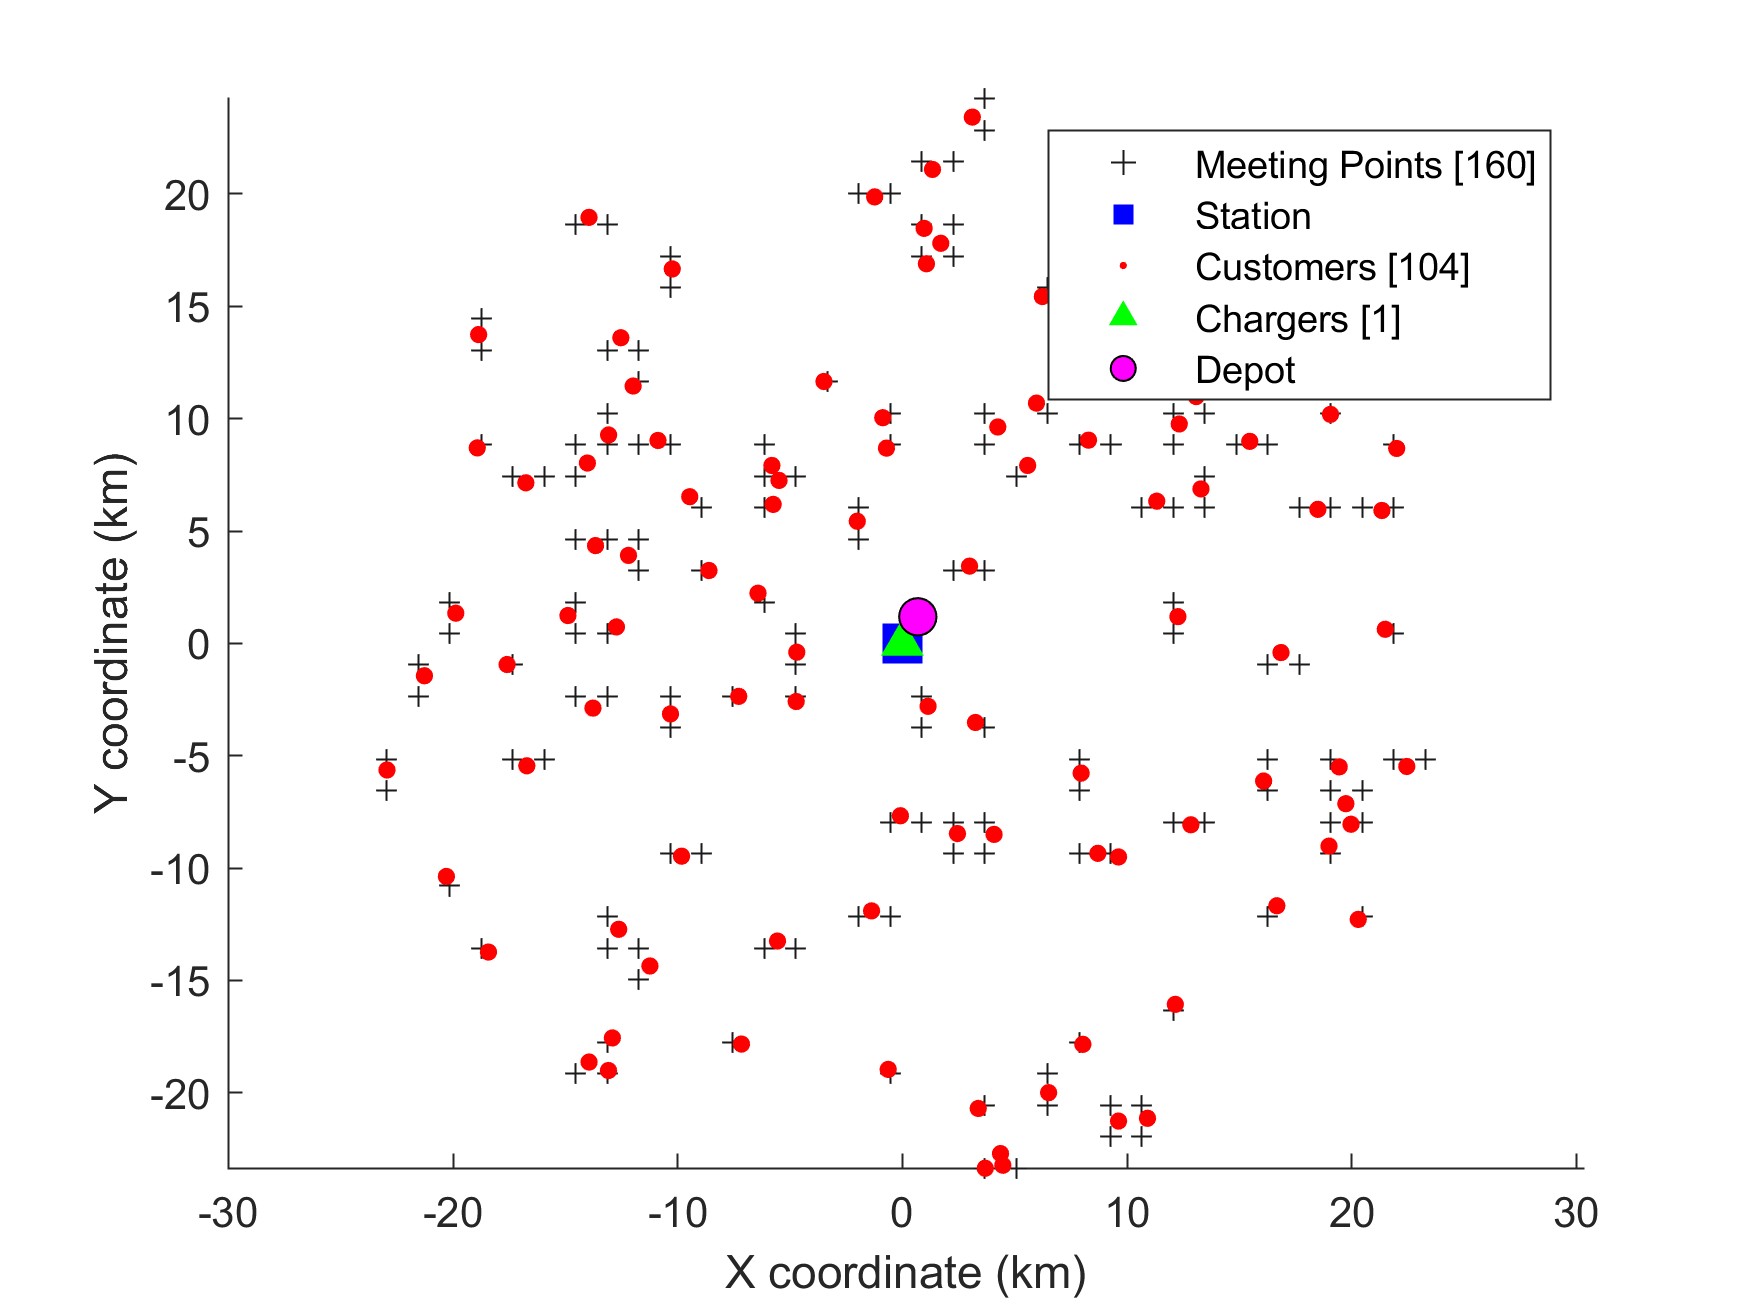 Meeting Points [160]
Station
Customers [104]
Chargers [1]
Depot
20
15
10
5
0
-5
-10
-15
-20
Y coordinate (km)
-30 -20 -10 0 10 20 30
X coordinate (km)